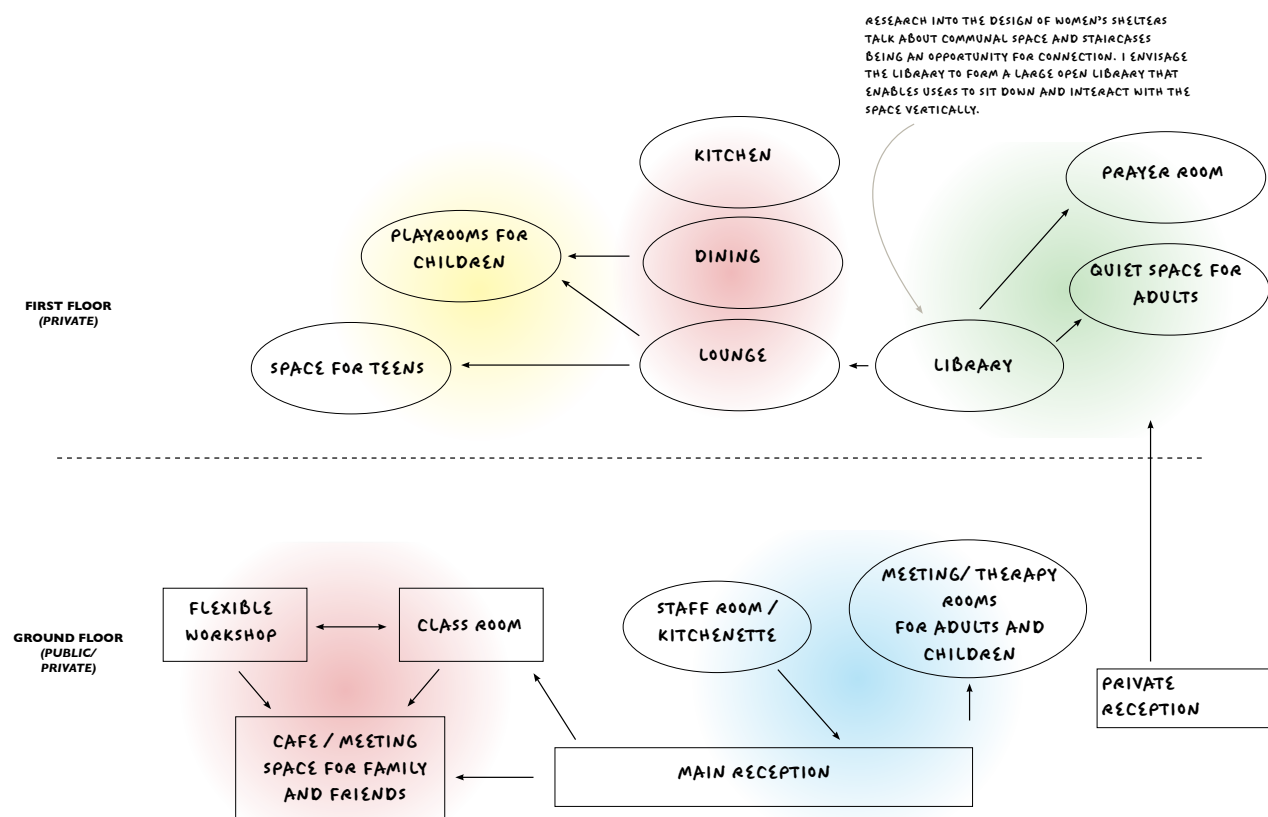 RESEARCH INTO THE DESIGN OF WOMEN'S SHELTERS
TALK ABOUT COMMUNAL SPACE AND STAIRCASES
BEING AN OPPORTUNITY FOR CONNECTION. I ENVISAGE
THE LIBRARY TO FORM A LARGE OPEN LIBRARY THAT
ENABLES USERS TO SIT DOWN AND INTERACT WITH THE
SPACE VERTICALLY.
KITCHEN
PRAYER ROOM
PLAYROOMS FOR
CHILDREN
DINING
QUIET SPACE FOR
ADULTS
FIRST FLOOR
(PRIVATE)
SPACE FOR TEENS
LOUNGE
LIBRARY
FLEXIBLE
WORKSHOP
CLASS ROOM
STAFF ROOM /
KITCHENETTE
MEETING/ THERAPY
ROOMS
FOR ADULTS AND
CHILDREN
GROUND FLOOR
(PUBLIC/
PRIVATE)
PRIVATE
RECEPTION
CAFE / MEETING
SPACE FOR FAMILY
AND FRIENDS
MAIN RECEPTION